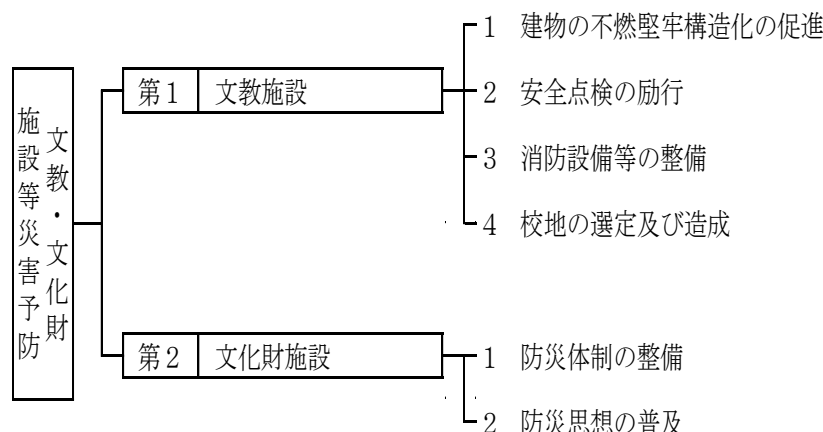 文教・文化財
施設等災害予防
第1 文教施設
1 建物の不燃堅牢構造化の促進
2 安全点検の励行
3 消防設備等の整備
4 校地の選定及び造成
第2 文化財施設
1 防災体制の整備
2 防災思想の普及